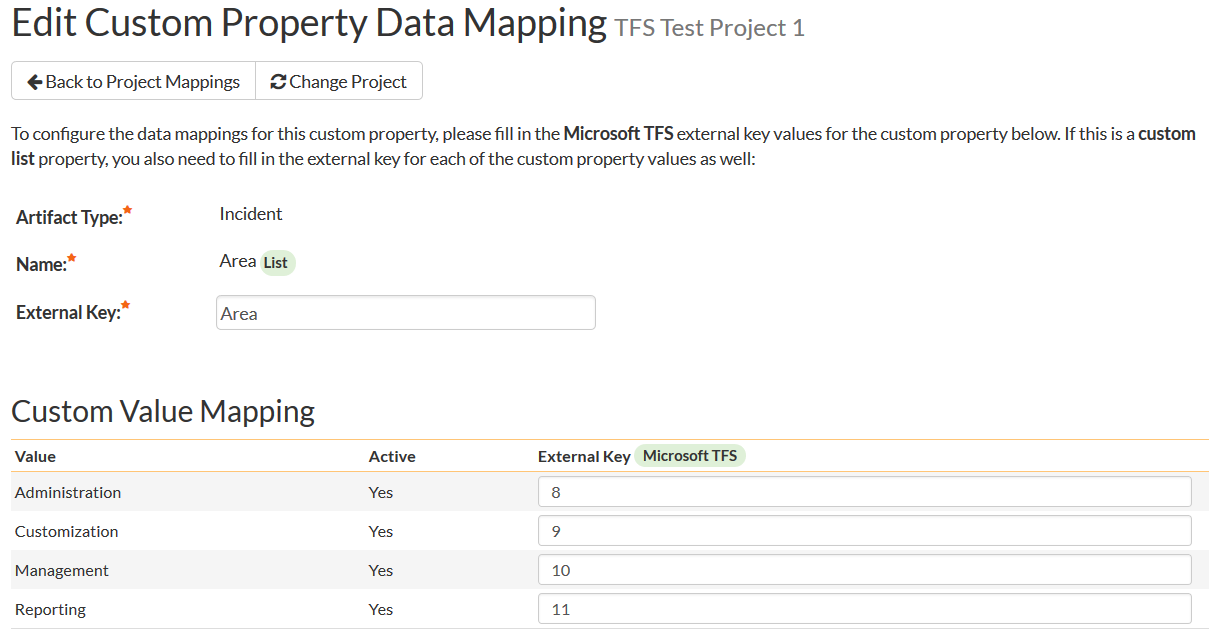 Edit Custom Property Data Mapping TFS Test Project 1
Back to Project Mappings Change Project
To configure the data mappings for this custom property, please fill in the Microsoft TFS external key values for the custom property below. If this is a custom
list property, you also need to fill in the external key for each of the custom property values as well:
Artifact Type:* Incident
Name:* Area List
External Key:* Area
Custom Value Mapping
Value Active External Key Microsoft TFS
Administration Yes 8
Customization Yes 9
Management Yes 10
Reporting Yes 11